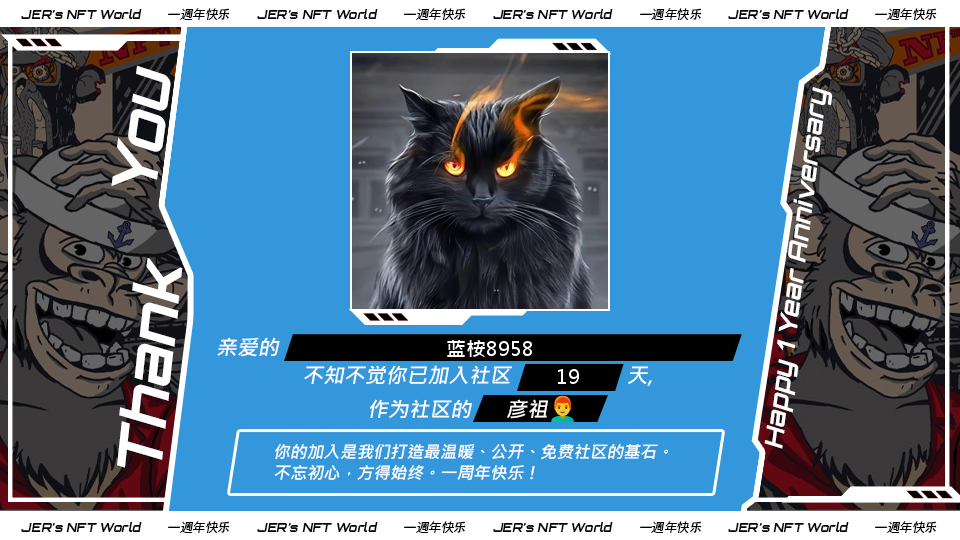 JER's NFT World 一週年快乐 JER's NFT World 一週年快乐 JER's NFT World 一週年快乐 JER's NFT World 一週年快乐
Thank You
Happy 1 Year Anniversary
亲爱的 蓝桉8958
不知不觉你已加入社区 19 天,
作为社区的 彦祖👨‍🦰
你的加入是我们打造最温暖、公开、免费社区的基石。
不忘初心，方得始终。一周年快乐！
JER's NFT World 一週年快乐 JER's NFT World 一週年快乐 JER's NFT World 一週年快乐 JER's NFT World 一週年快乐